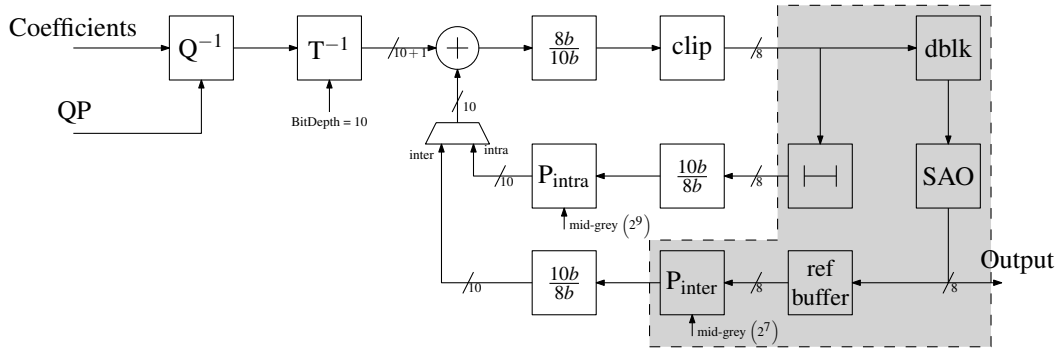 Coefficients
Q⁻¹
T⁻¹
10+1
+
8b
10b
clip
8
dblk
QP
BitDepth = 10
10
inter
intra
10
P_intra
10b
8b
8
SAO
mid-grey (2⁹)
10
10b
8b
P_inter
8
ref
buffer
8
Output
mid-grey (2⁷)